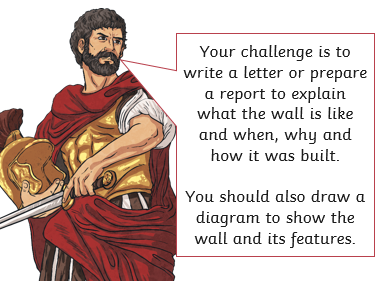 Your challenge is to
write a letter or prepare
a report to explain
what the wall is like
and when, why and
how it was built.
You should also draw a
diagram to show the
wall and its features.